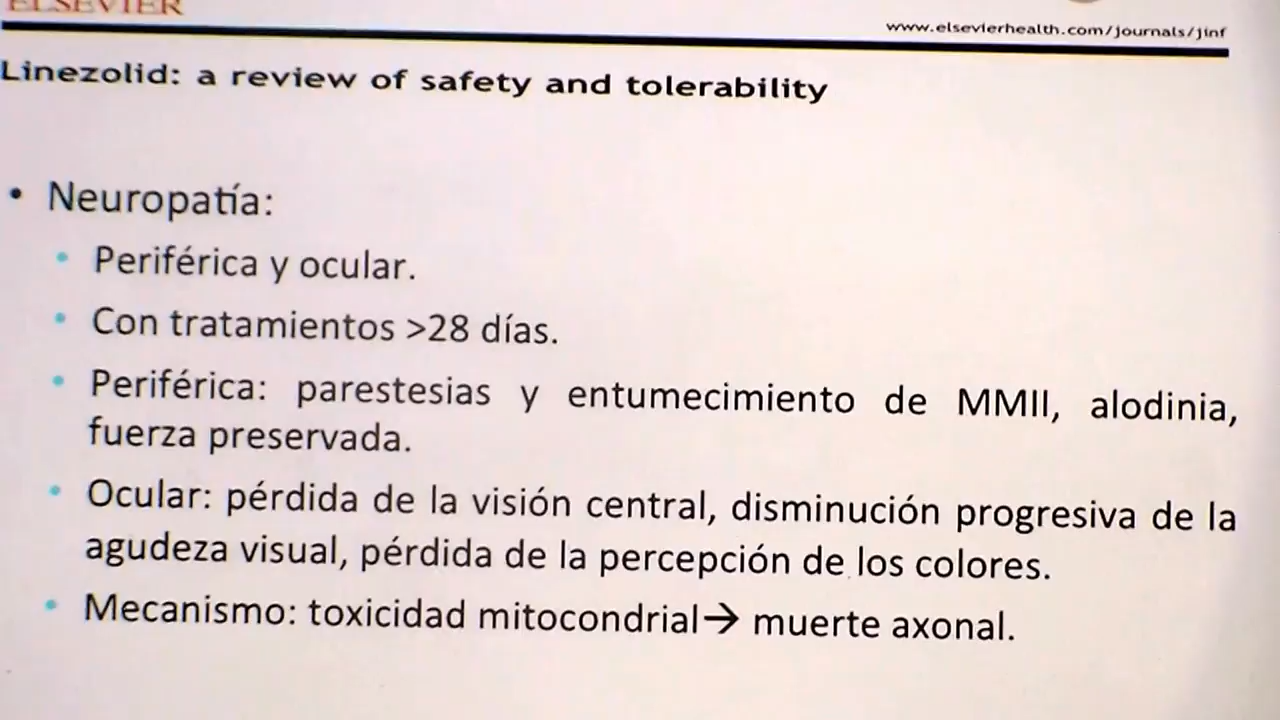 ELSEVIER
www.elsevierhealth.com/journals/jinf
Linezolid: a review of safety and tolerability
• Neuropatía:
• Periférica y ocular.
• Con tratamientos >28 días.
• Periférica: parestesias y entumecimiento de MMII, alodinia,
fuerza preservada.
• Ocular: pérdida de la visión central, disminución progresiva de la
agudeza visual, pérdida de la percepción de los colores.
• Mecanismo: toxicidad mitocondrial→ muerte axonal.